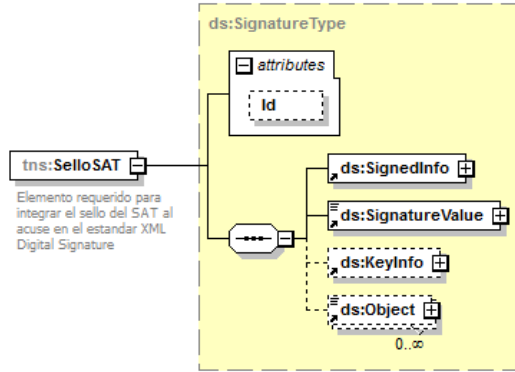 ds:SignatureType
attributes
Id
tns:SelloSAT
Elemento requerido para
integrar el sello del SAT al
acuse en el estandar XML
Digital Signature
ds:SignedInfo
ds:SignatureValue
ds:KeyInfo
ds:Object
0..∞